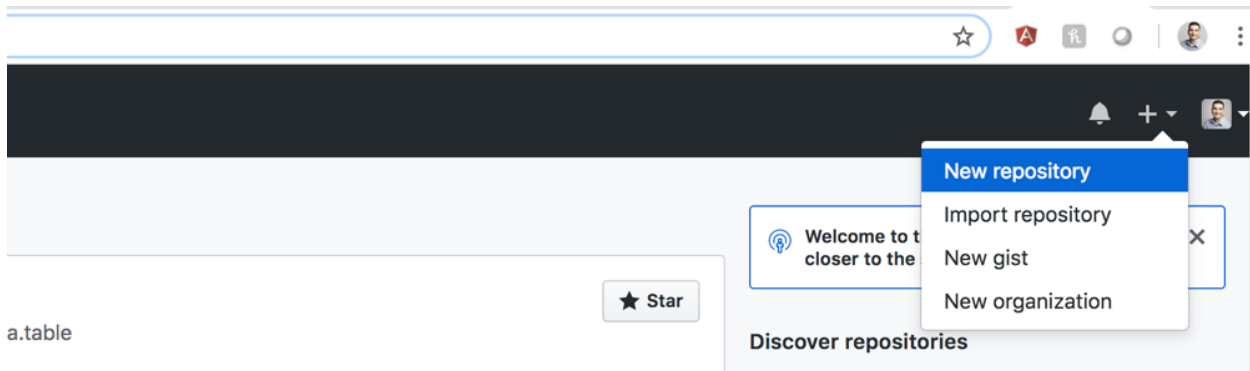 New repository
Import repository
New gist
New organization
Welcome to t
closer to the
Star
a.table
Discover repositories